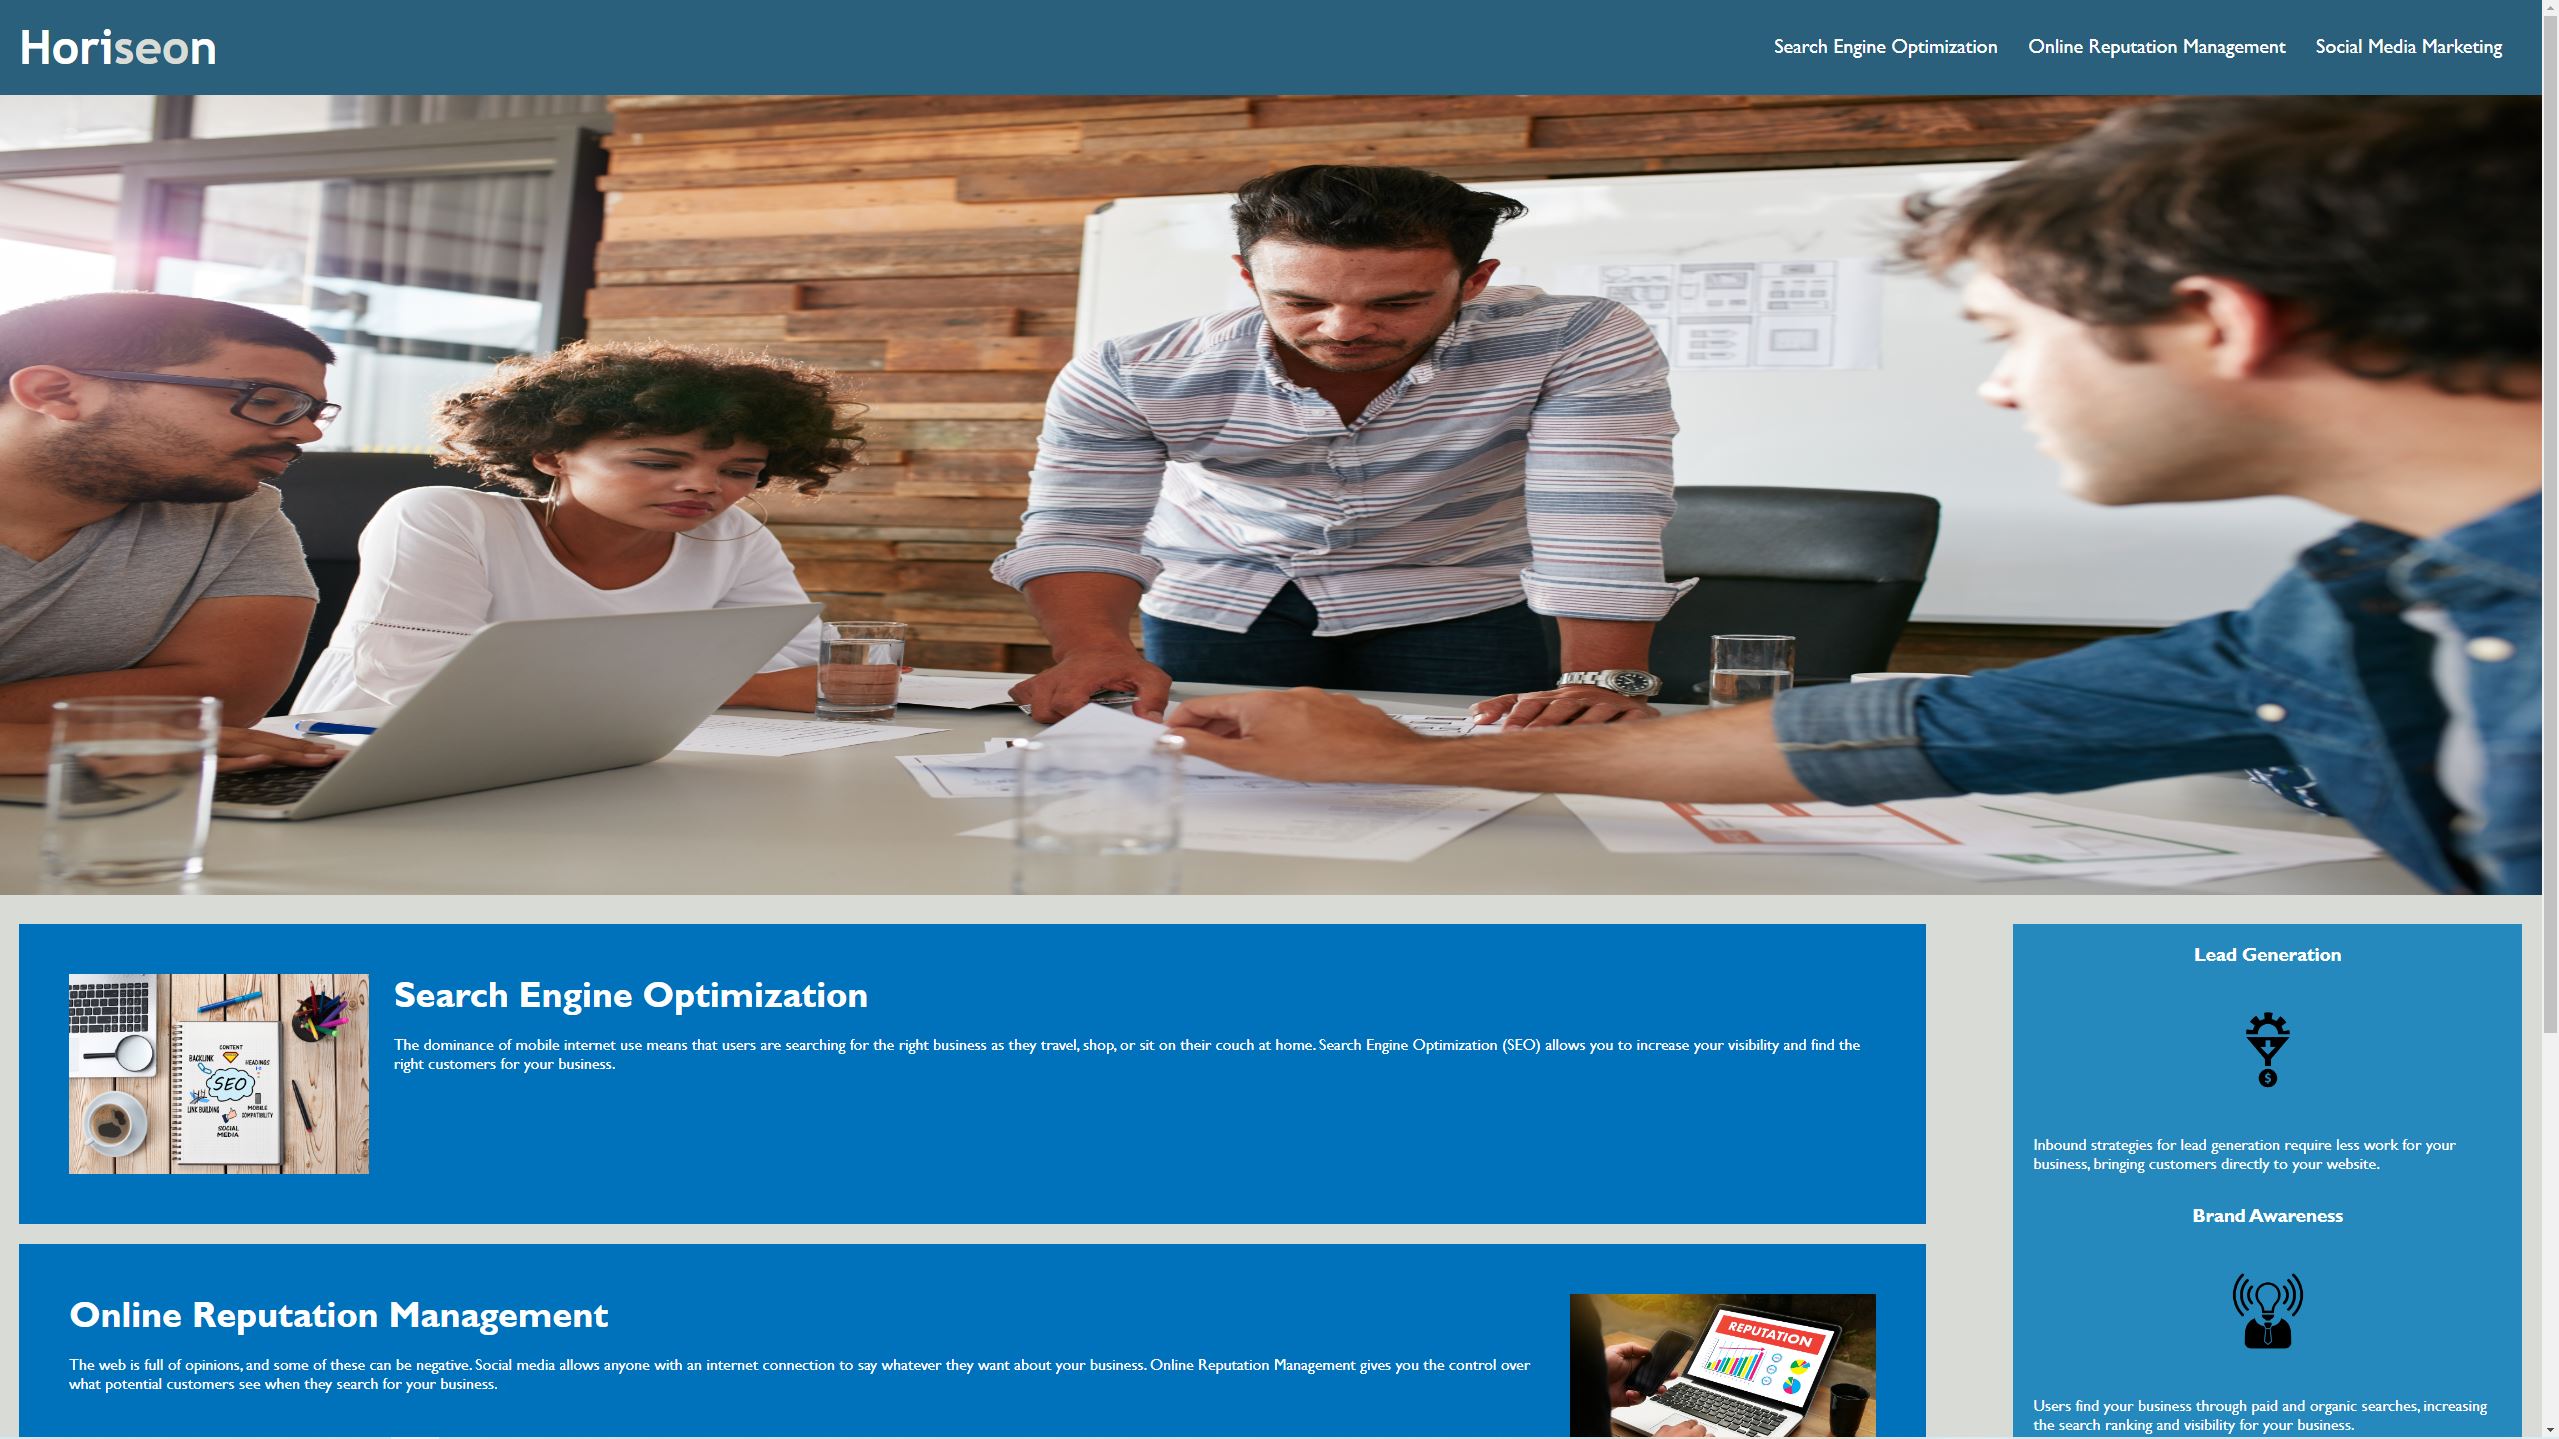 Horiseon
Search Engine Optimization
Online Reputation Management
Social Media Marketing
Search Engine Optimization
The dominance of mobile internet use means that users are searching for the right business as they travel, shop, or sit on their couch at home. Search Engine Optimization (SEO) allows you to increase your visibility and find the
right customers for your business.
CONTENT
BACKLINK
HEADINGS
SEO
LINK BUILDING
MOBILE
COMPATIBILITY
SOCIAL
MEDIA
Online Reputation Management
The web is full of opinions, and some of these can be negative. Social media allows anyone with an internet connection to say whatever they want about your business. Online Reputation Management gives you the control over
what potential customers see when they search for your business.
REPUTATION
Lead Generation
$
Inbound strategies for lead generation require less work for your
business, bringing customers directly to your website.
Brand Awareness
Users find your business through paid and organic searches, increasing
the search ranking and visibility for your business.